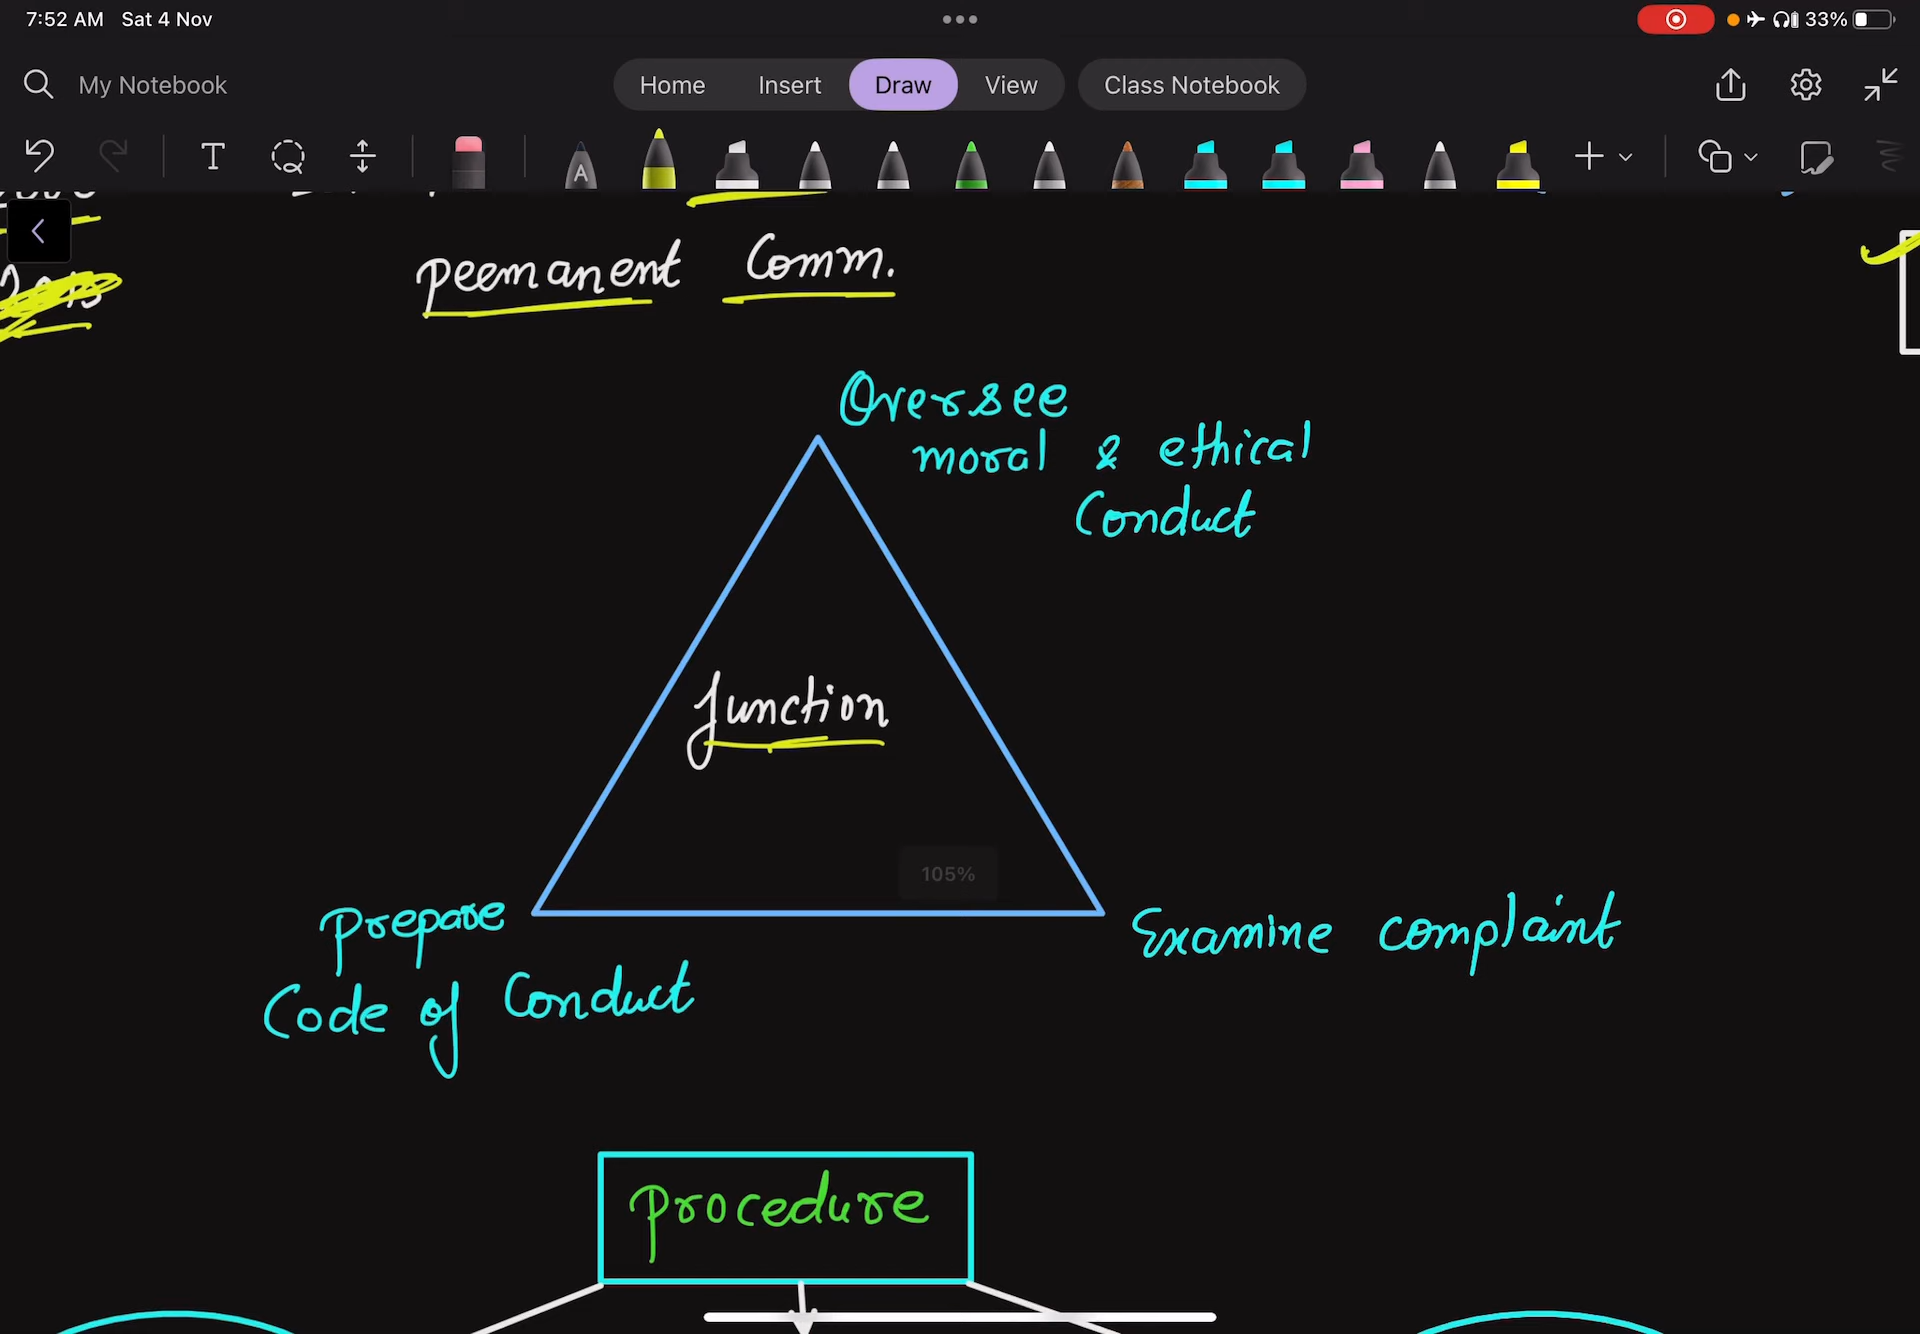 7:52 AM Sat 4 Nov
33%
My Notebook
Home Insert Draw View Class Notebook
T
A
peemanent Comm.
Oversee
moral & ethical
Conduct
function
105%
prepare
Code of Conduct
Examine complaint
procedure